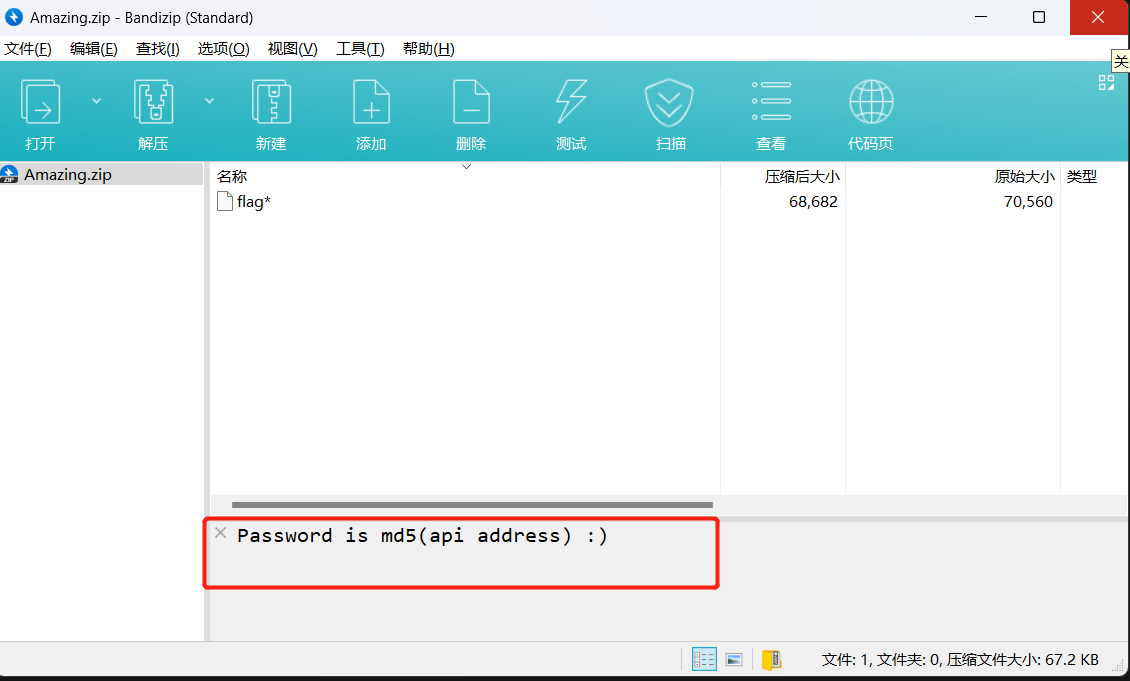 Amazing.zip - Bandizip (Standard)
文件(F) 编辑(E) 查找(I) 选项(O) 视图(V) 工具(T) 帮助(H)
关
打开 解压 新建 添加 删除 测试 扫描 查看 代码页
Amazing.zip
名称 压缩后大小 原始大小 类型
flag* 68,682 70,560
Password is md5(api address) :)
文件: 1, 文件夹: 0, 压缩文件大小: 67.2 KB